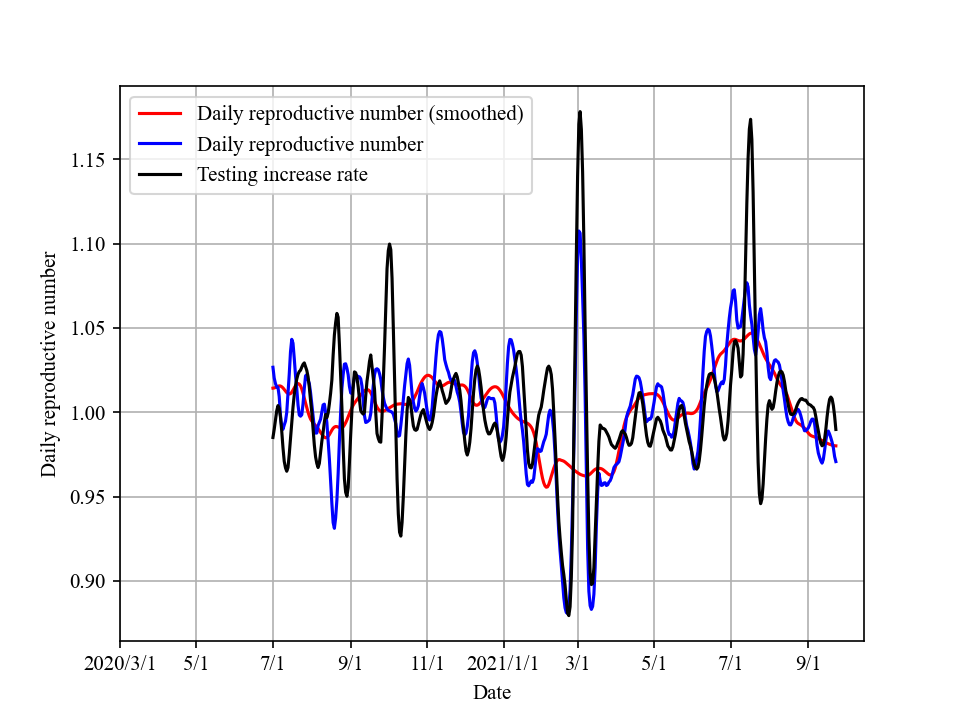 Daily reproductive number (smoothed)
Daily reproductive number
Testing increase rate
Daily reproductive number
1.15
1.10
1.05
1.00
0.95
0.90
2020/3/1 5/1 7/1 9/1 11/1 2021/1/1 3/1 5/1 7/1 9/1
Date